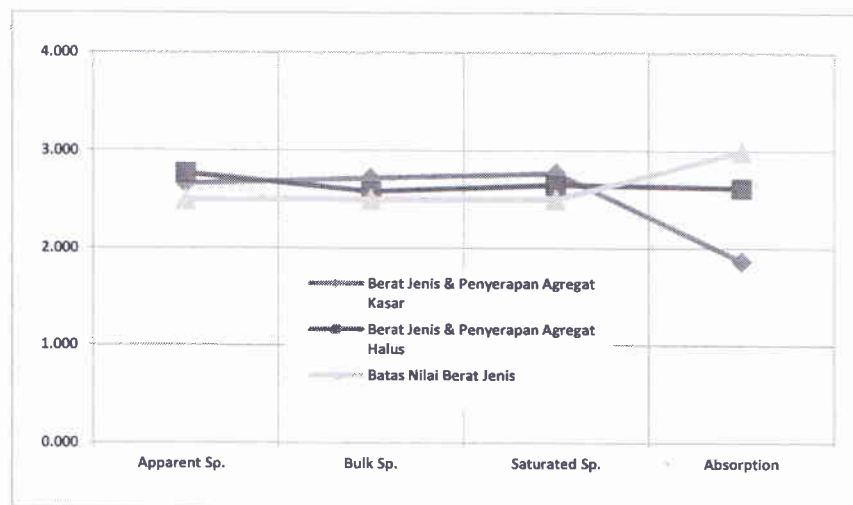 4.000
3.000
2.000
1.000
0.000
Berat Jenis & Penyerapan Agregat
Kasar
Berat Jenis & Penyerapan Agregat
Halus
Batas Nilai Berat Jenis
Apparent Sp.
Bulk Sp.
Saturated Sp.
Absorption